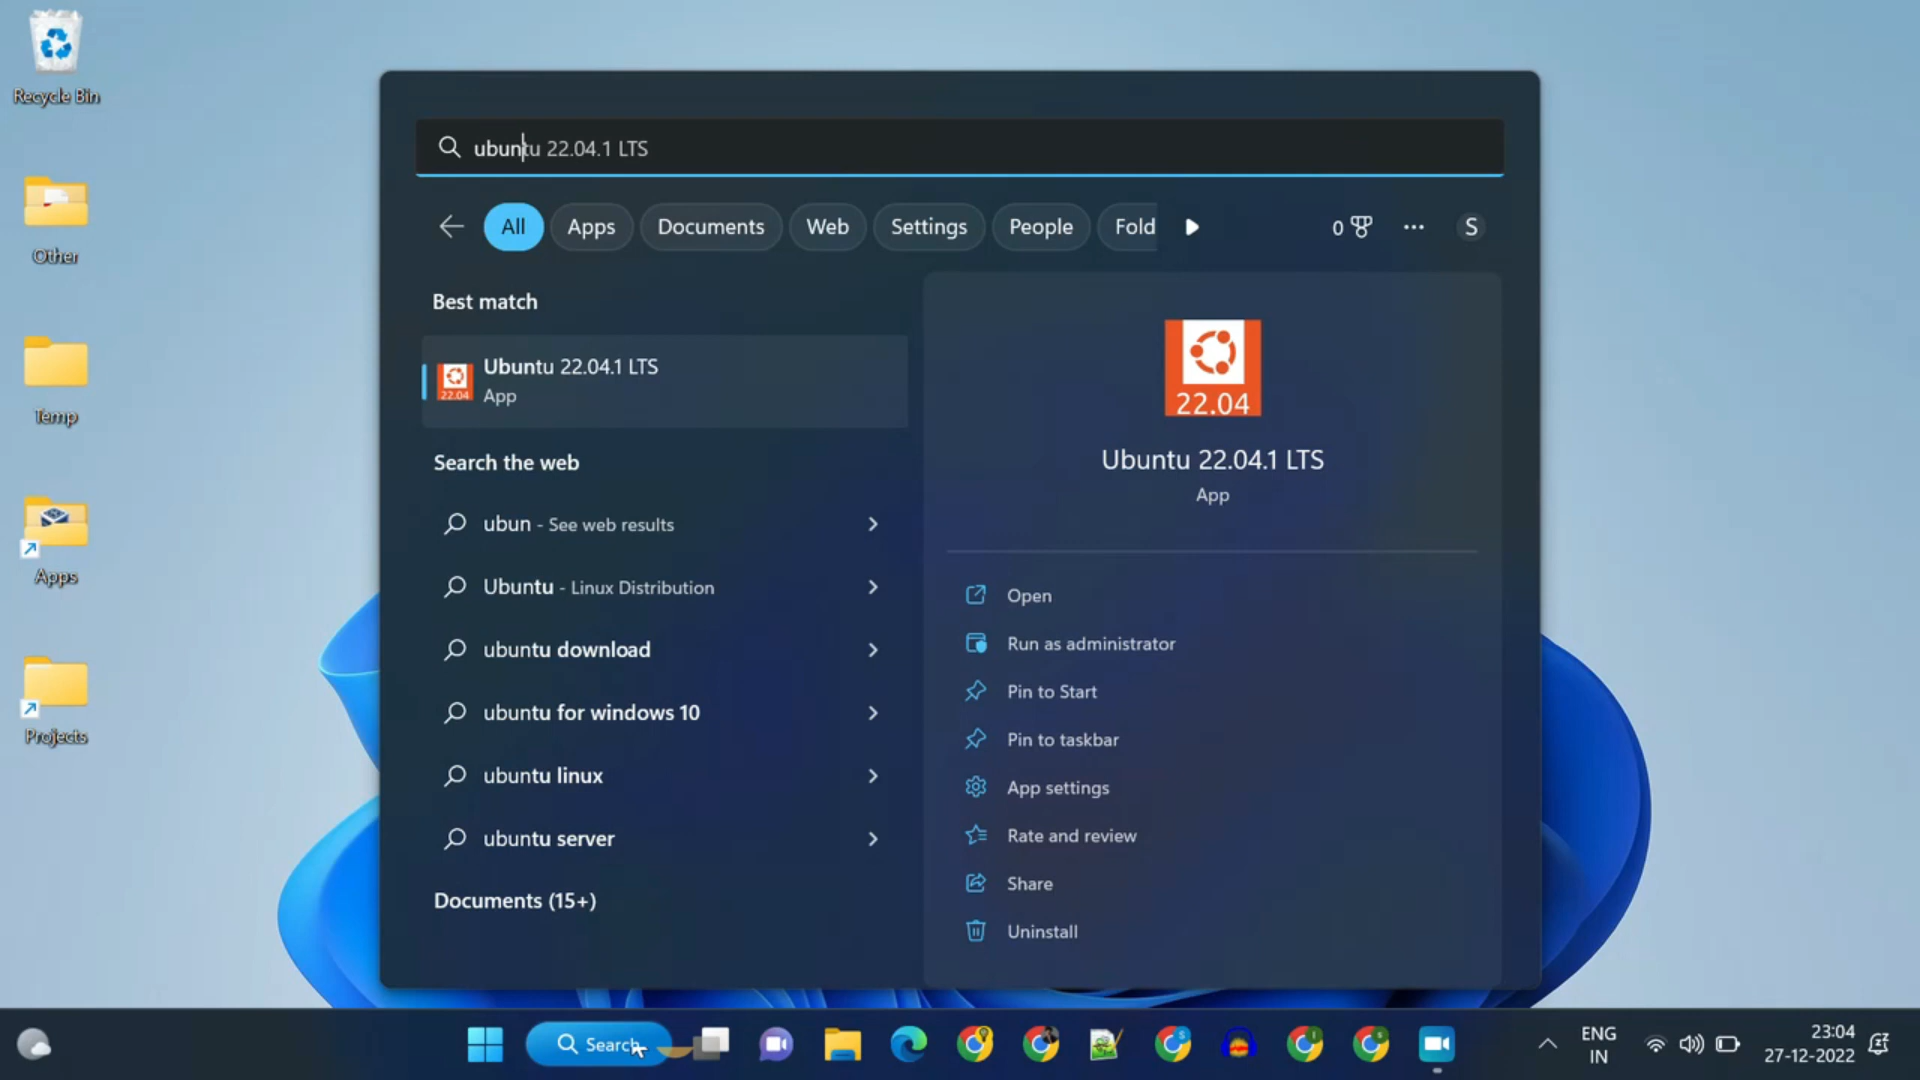 Recycle Bin
Other
Temp
Apps
Projects
ubuntu 22.04.1 LTS
All
Apps
Documents
Web
Settings
People
Fold
0
S
Best match
Ubuntu 22.04.1 LTS
App
22.04
Search the web
ubun - See web results
Ubuntu - Linux Distribution
ubuntu download
ubuntu for windows 10
ubuntu linux
ubuntu server
Documents (15+)
22.04
Ubuntu 22.04.1 LTS
App
Open
Run as administrator
Pin to Start
Pin to taskbar
App settings
Rate and review
Share
Uninstall
Search
ENG
IN
23:04
27-12-2022